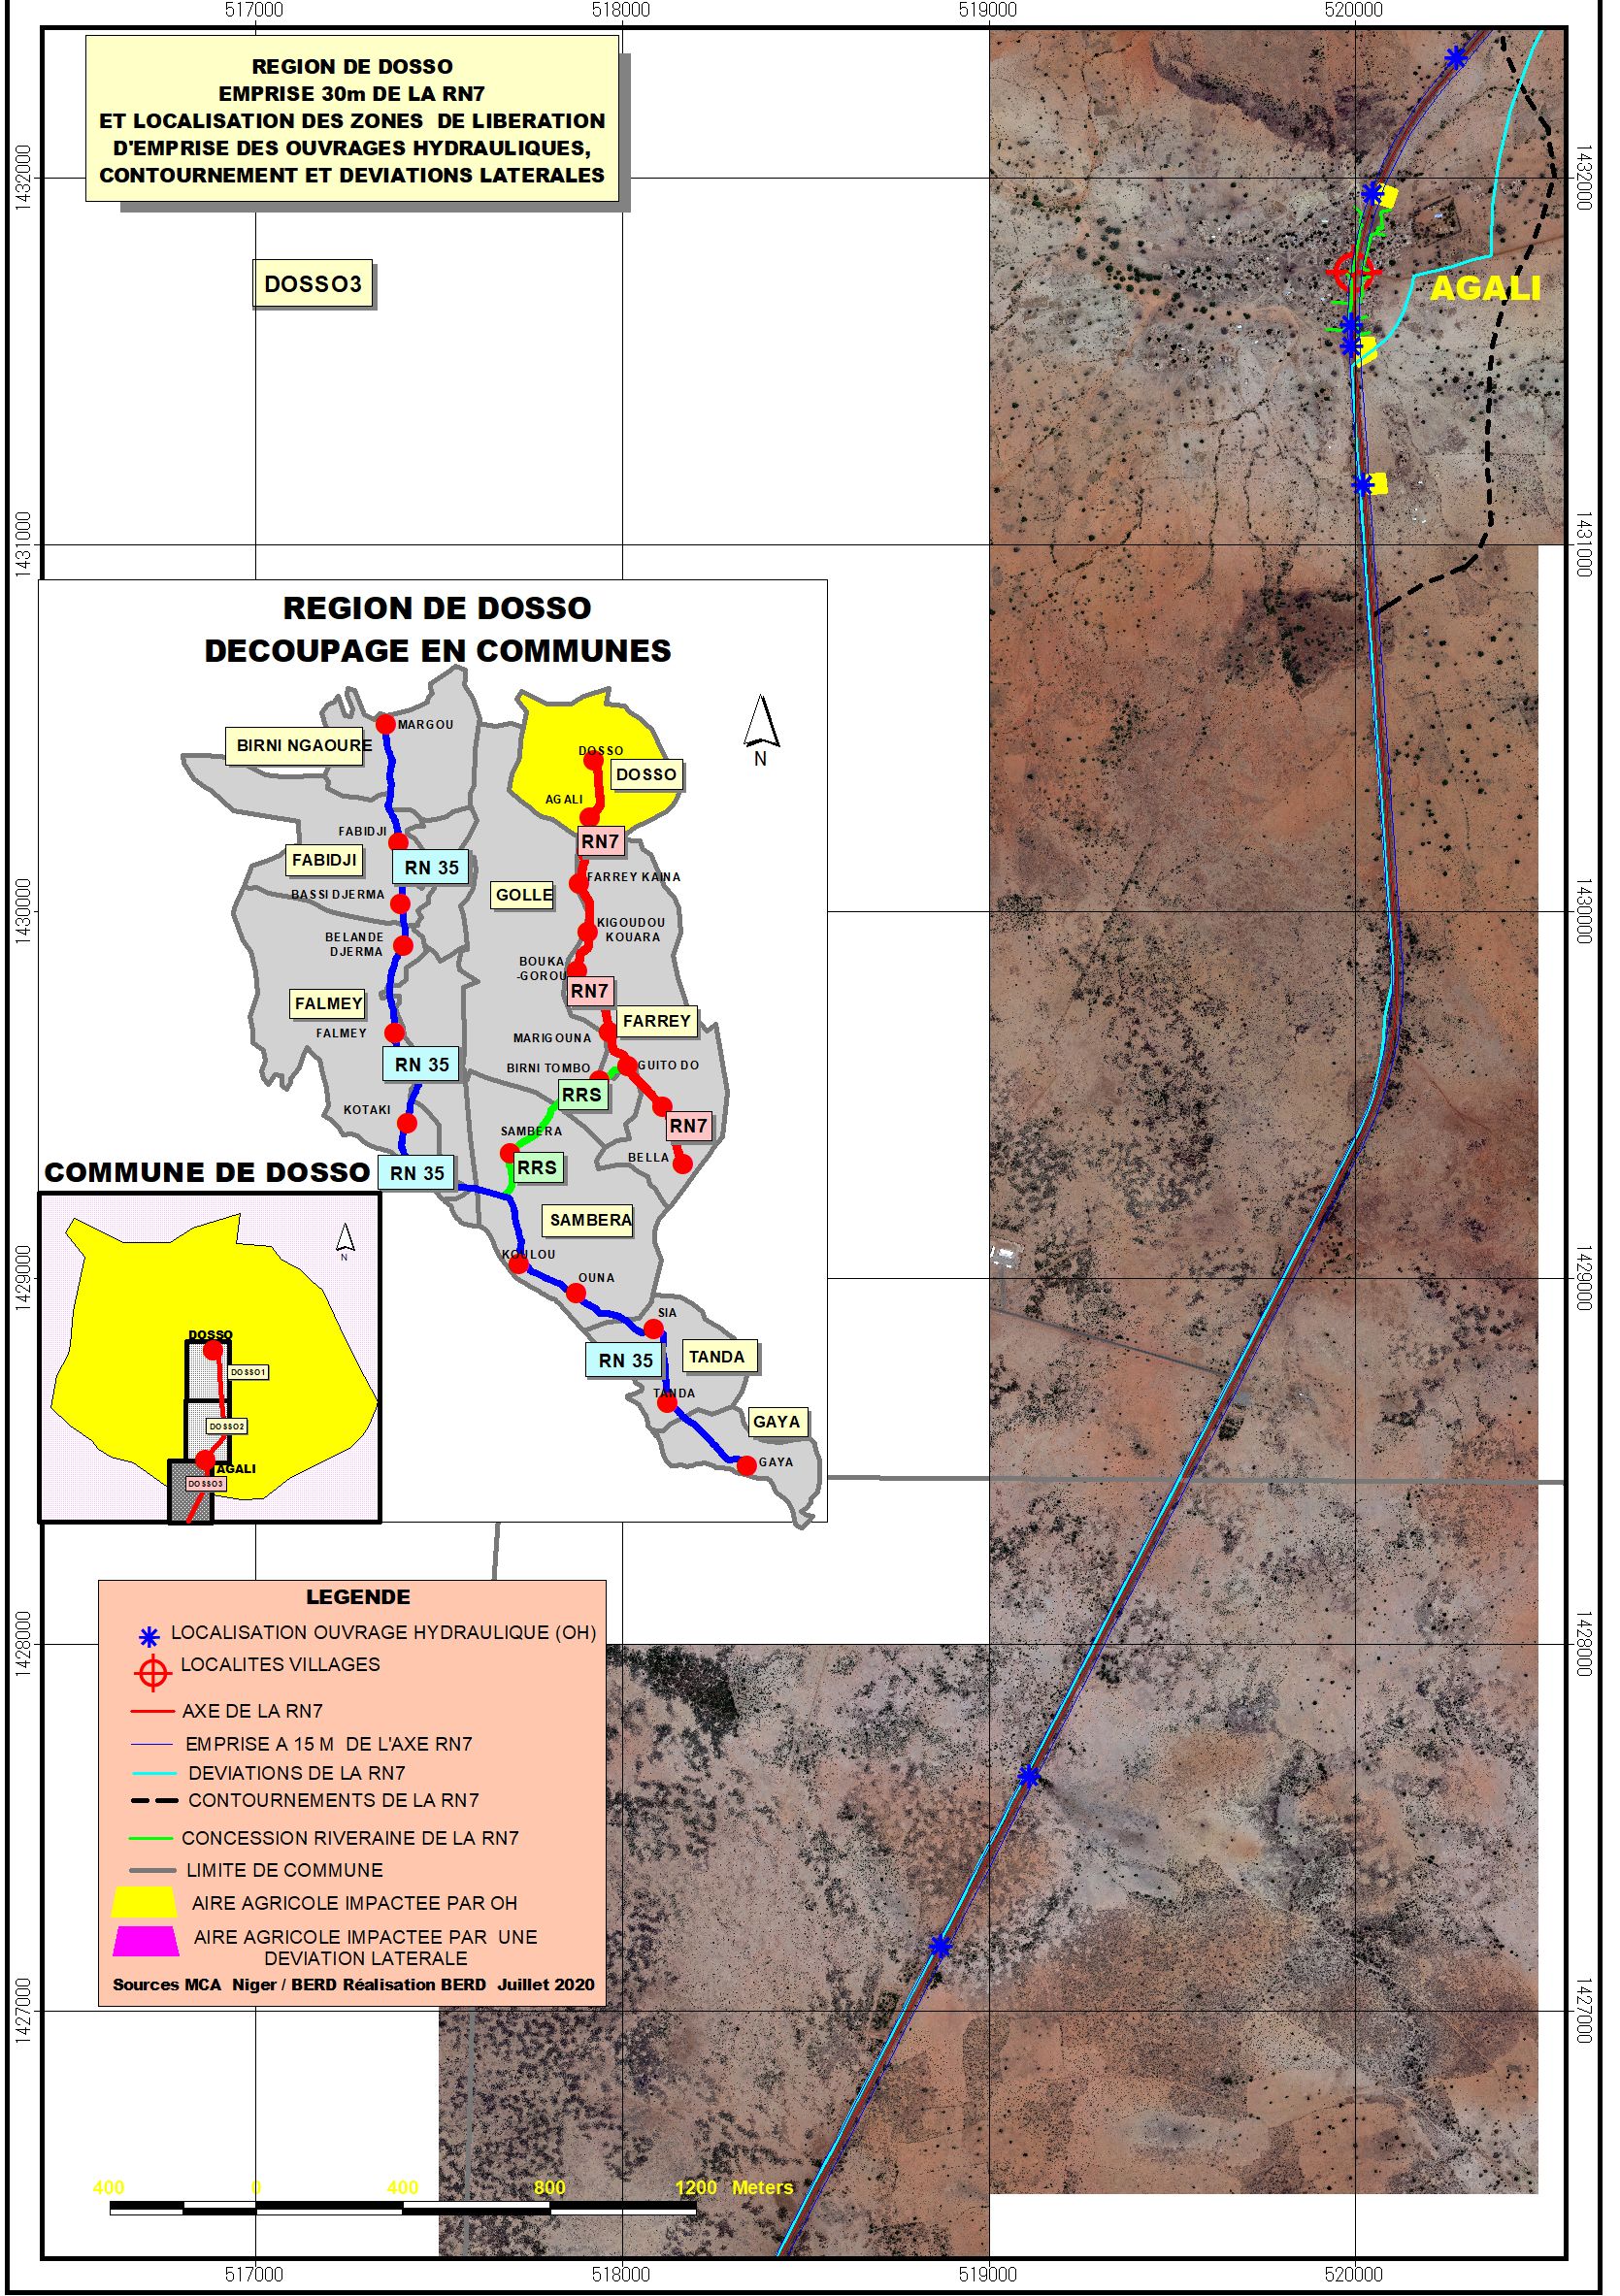 517000
518000
519000
520000
REGION DE DOSSO
EMPRISE 30m DE LA RN7
ET LOCALISATION DES ZONES DE LIBERATION
D'EMPRISE DES OUVRAGES HYDRAULIQUES,
CONTOURNEMENT ET DEVIATIONS LATERALES
1432000
1432000
DOSSO3
AGALI
1431000
1431000
REGION DE DOSSO
DECOUPAGE EN COMMUNES
MARGOU
BIRNI NGAOURE
DOSSO
DOSSO
N
AGALI
FABIDJI
RN7
FABIDJI
RN 35
FARREY KAINA
BASSI DJERMA
GOLLE
1430000
1430000
KIGOUDOU
KOUARA
BELANDE
DJERMA
BOUKA
-GOROU
RN7
FALMEY
FARREY
FALMEY
MARIGOUNA
RN 35
BIRNI TOMBO
GUITO DO
RRS
KOTAKI
RN7
SAMBERA
BELLA
RRS
COMMUNE DE DOSSO
RN 35
SAMBERA
N
KOULOU
OUNA
1429000
1429000
SIA
DOSSO
RN 35
TANDA
DOSSO1
TANDA
DOSSO2
GAYA
AGALI
GAYA
DOSSO3
LEGENDE
LOCALISATION OUVRAGE HYDRAULIQUE (OH)
1428000
1428000
LOCALITES VILLAGES
AXE DE LA RN7
EMPRISE A 15 M DE L'AXE RN7
DEVIATIONS DE LA RN7
CONTOURNEMENTS DE LA RN7
CONCESSION RIVERAINE DE LA RN7
LIMITE DE COMMUNE
AIRE AGRICOLE IMPACTEE PAR OH
AIRE AGRICOLE IMPACTEE PAR UNE
DEVIATION LATERALE
Sources MCA Niger / BERD Réalisation BERD Juillet 2020
1427000
1427000
400 0 400 800 1200 Meters
517000
518000
519000
520000